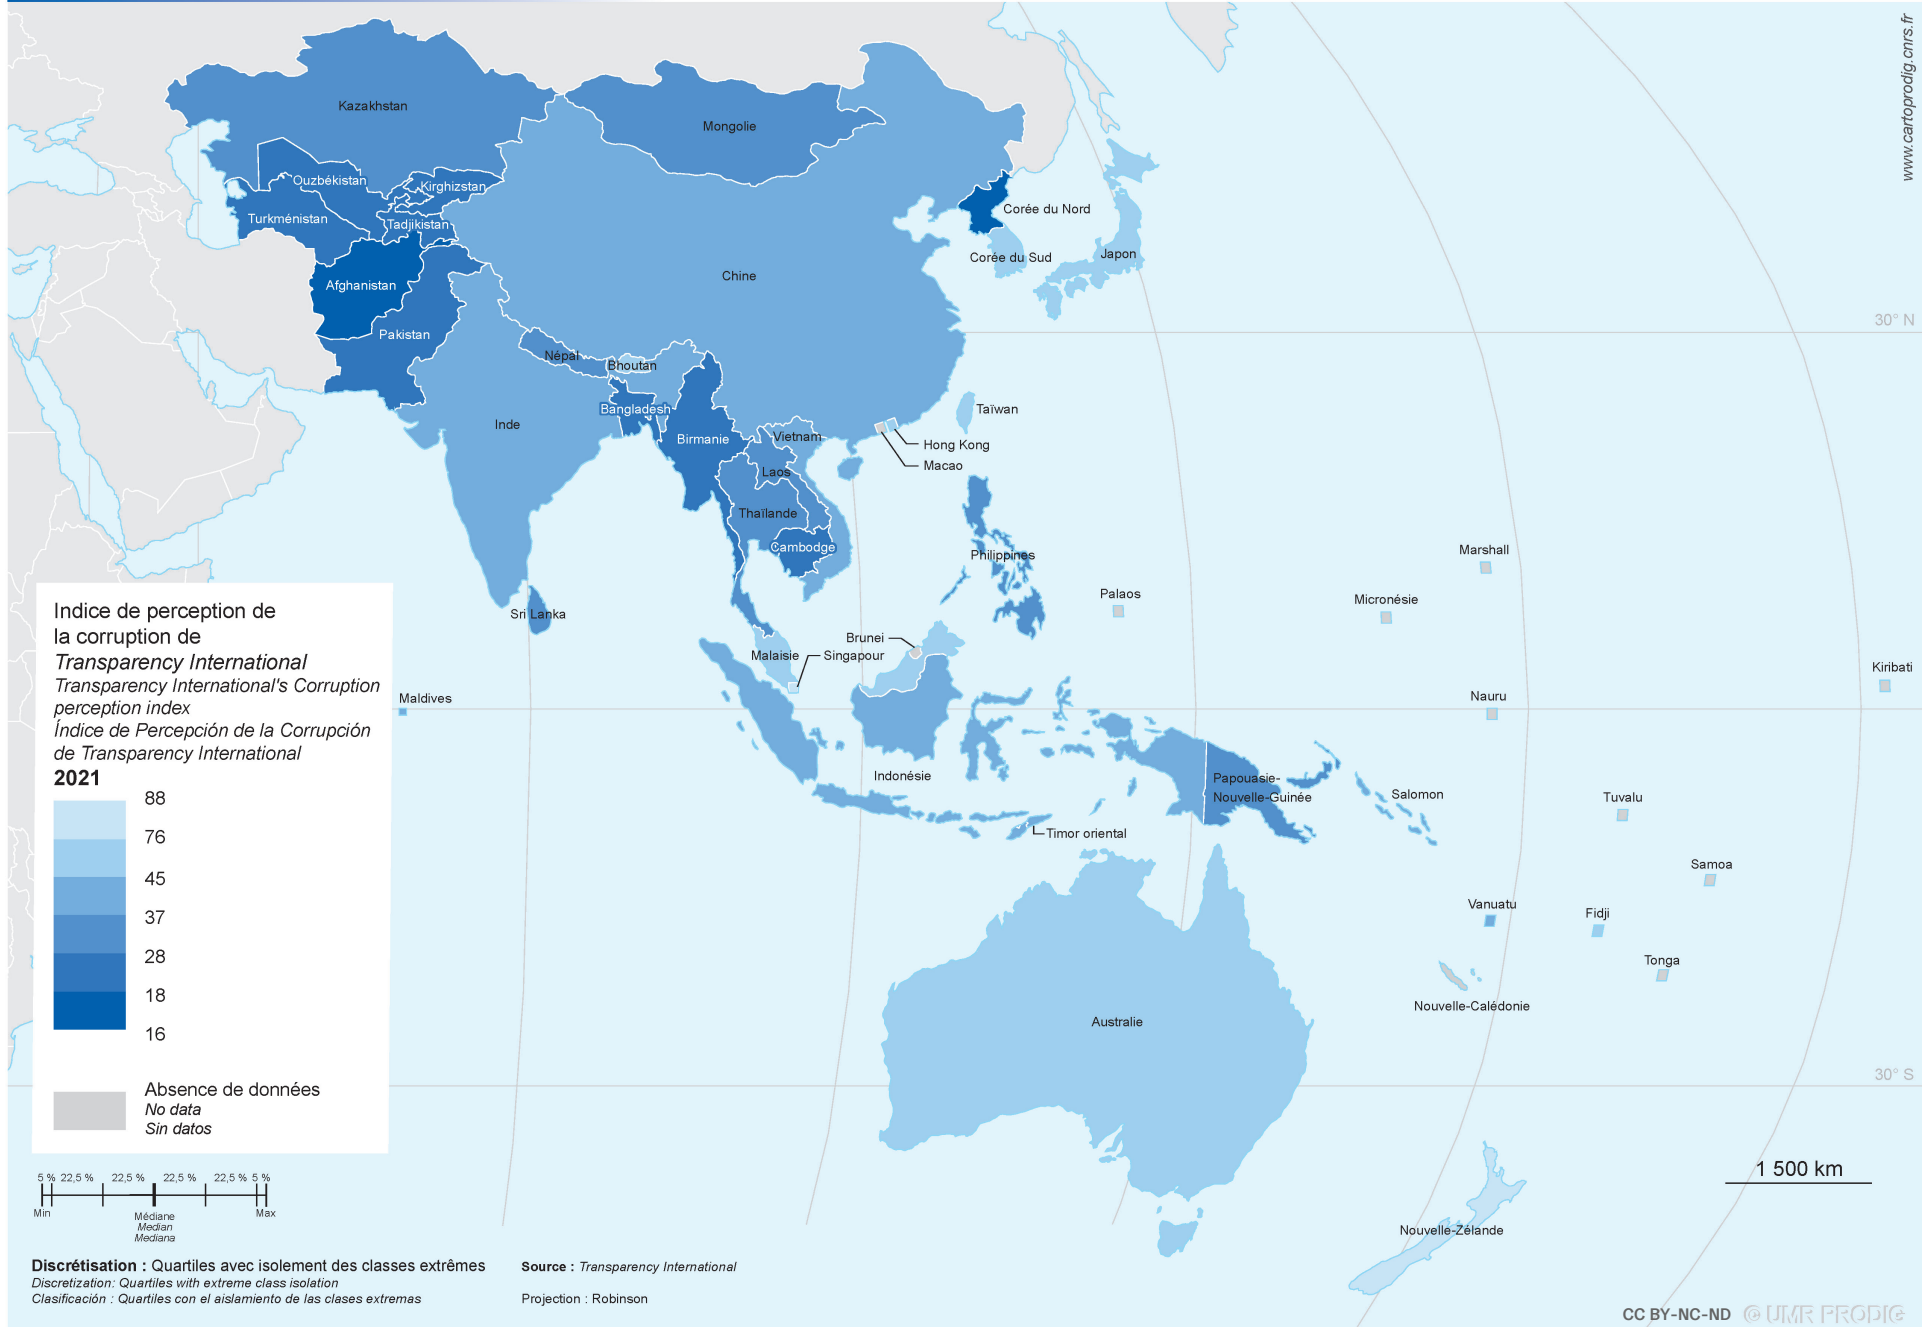 www.cartoprodig.cnrs.fr
Kazakhstan
Mongolie
Ouzbékistan
Kirghizstan
Turkménistan
Tadjikistan
Corée du Nord
Corée du Sud
Japon
Chine
Afghanistan
Pakistan
30° N
Népal
Bhoutan
Bangladesh
Inde
Birmanie
Vietnam
Taïwan
Hong Kong
Macao
Laos
Thaïlande
Cambodge
Philippines
Marshall
Palaos
Micronésie
Sri Lanka
Brunei
Malaisie
Singapour
Kiribati
Maldives
Nauru
Indonésie
Papouasie-
Nouvelle-Guinée
Salomon
Tuvalu
Timor oriental
Samoa
Vanuatu
Fidji
Tonga
Nouvelle-Calédonie
Australie
30° S
Nouvelle-Zélande
1 500 km
Indice de perception de
la corruption de
Transparency International
Transparency International's Corruption
perception index
Índice de Percepción de la Corrupción
de Transparency International
2021
88
76
45
37
28
18
16
Absence de données
No data
Sin datos
5 % 22,5 % 22,5 % 22,5 % 22,5 % 5 %
Min
Médiane
Median
Mediana
Max
Discrétisation : Quartiles avec isolement des classes extrêmes
Discretization: Quartiles with extreme class isolation
Clasificación : Quartiles con el aislamiento de las clases extremas
Source : Transparency International
Projection : Robinson
CC BY-NC-ND © UMR PRODIG